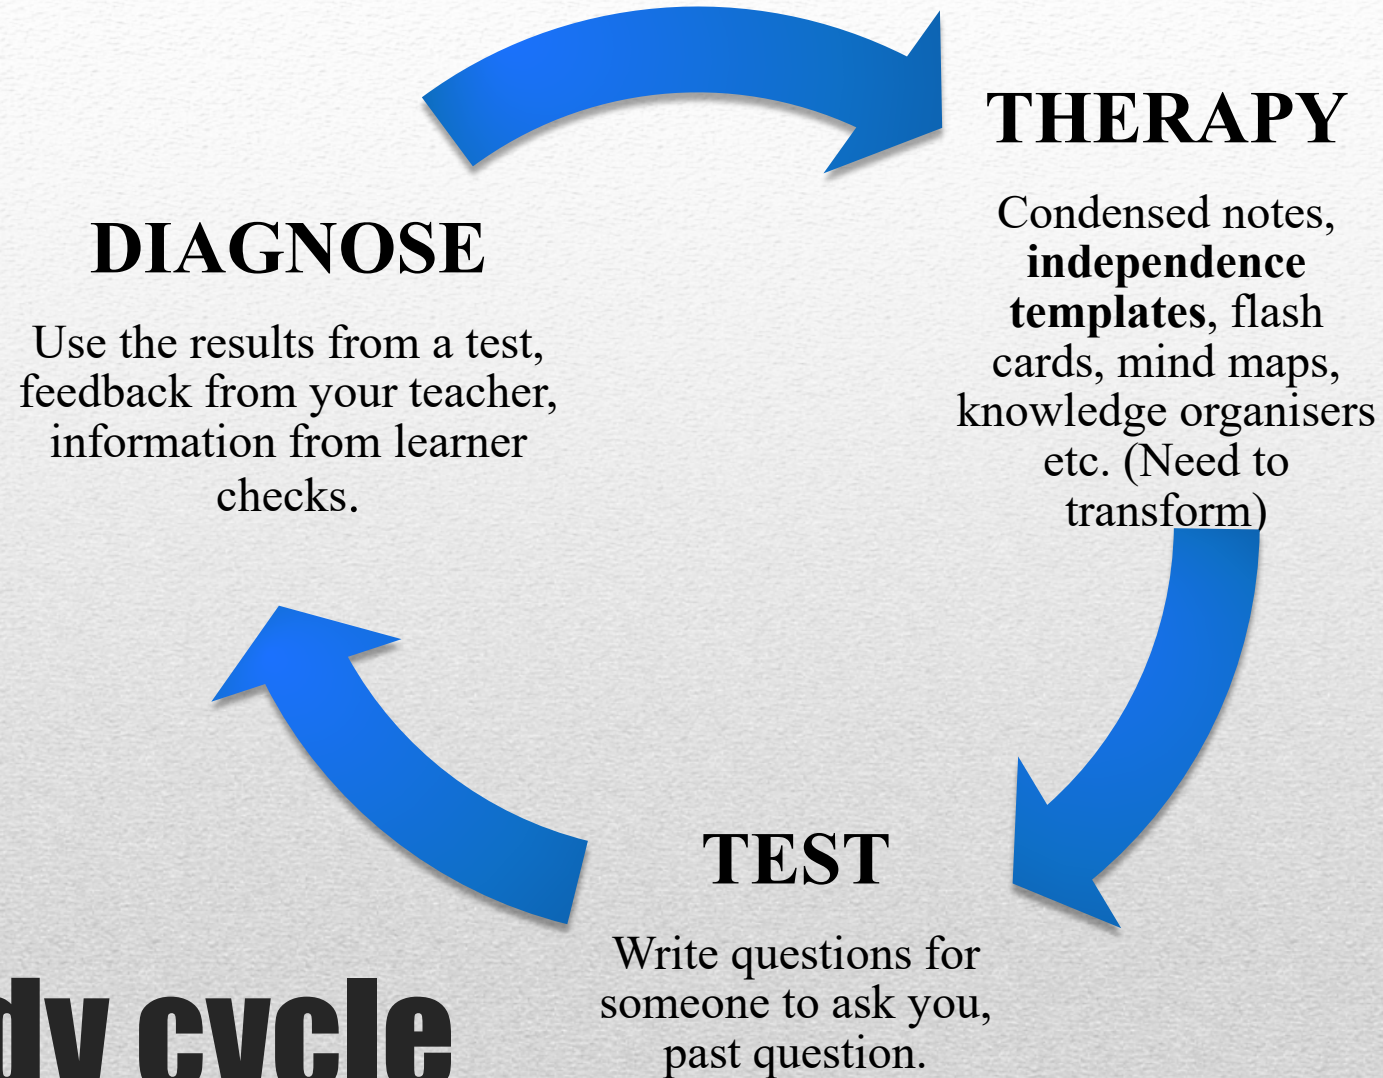 DIAGNOSE
Use the results from a test,
feedback from your teacher,
information from learner
checks.
THERAPY
Condensed notes,
independence
templates, flash
cards, mind maps,
knowledge organisers
etc. (Need to
transform)
TEST
Write questions for
someone to ask you,
past question.
dy cycle